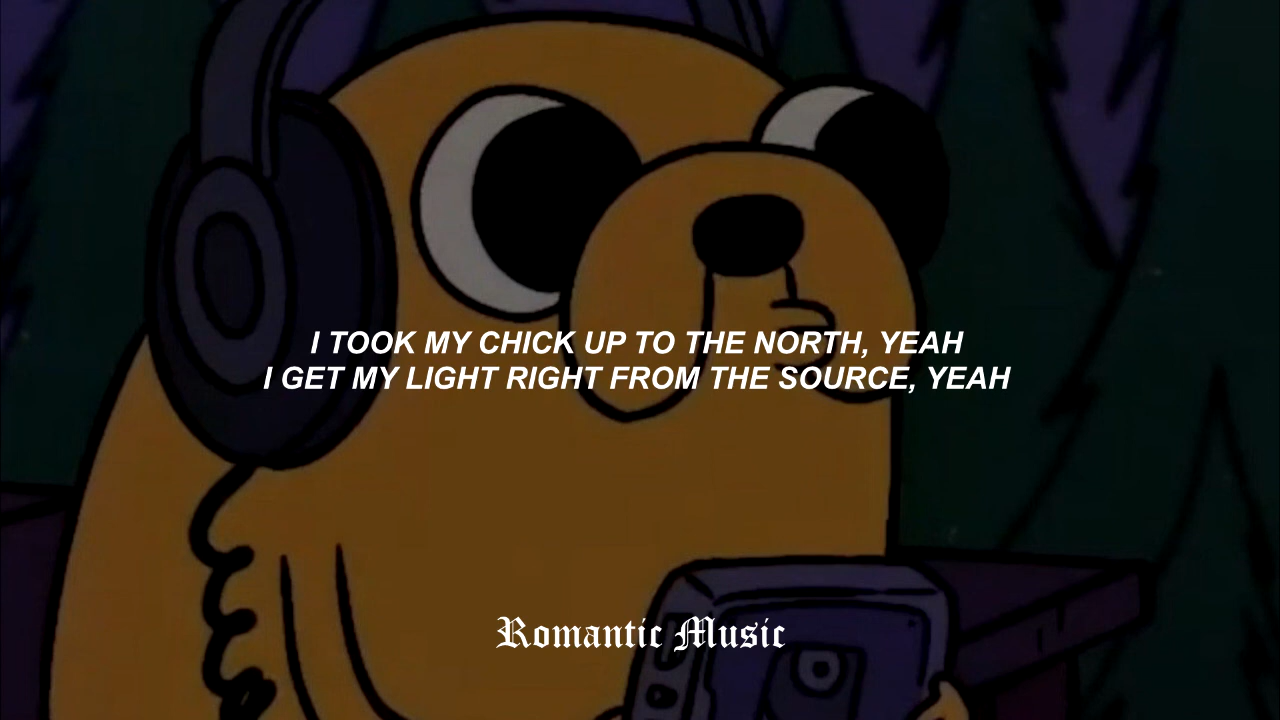 I TOOK MY CHICK UP TO THE NORTH, YEAH
I GET MY LIGHT RIGHT FROM THE SOURCE, YEAH
Romantic Music